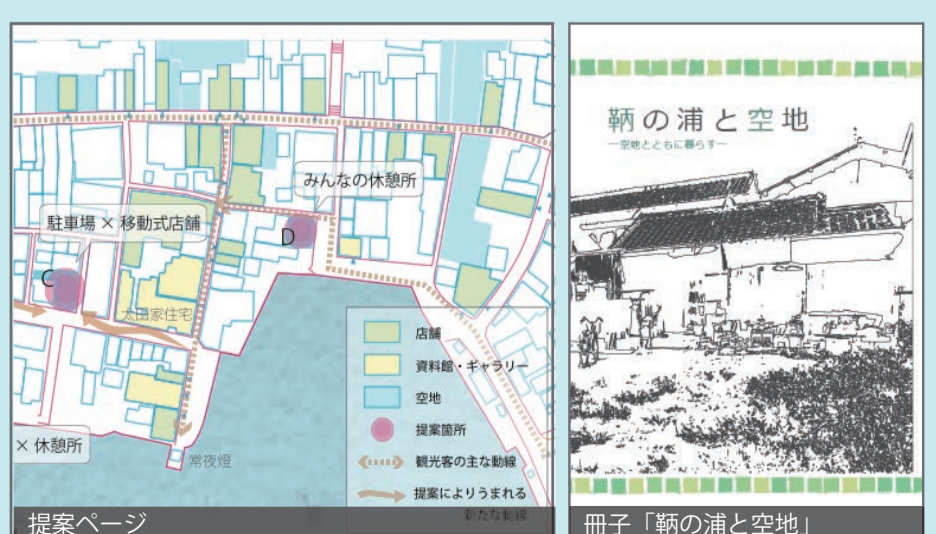 みんなの休憩所
駐車場 × 移動式店舗
D
C
太田家住宅
× 休憩所
常夜燈
店舗
資料館・ギャラリー
空地
提案箇所
観光客の主な動線
提案によりうまれる
新たな動線
提案ページ
鞆の浦と空地
―空地とともに暮らす―
冊子「鞆の浦と空地」